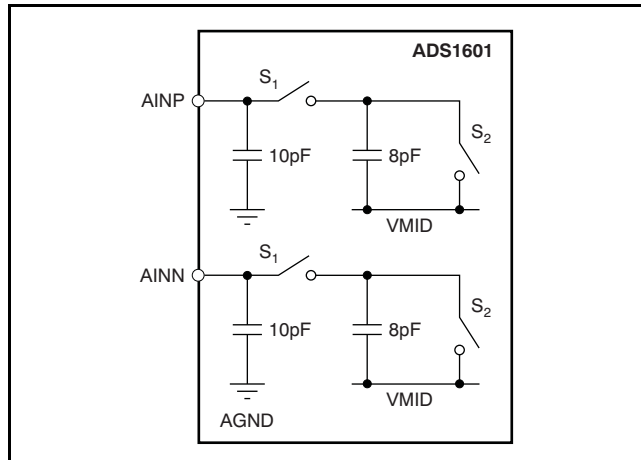 ADS1601
S1
AINP
S2
10pF
8pF
VMID
S1
AINN
S2
10pF
8pF
VMID
AGND